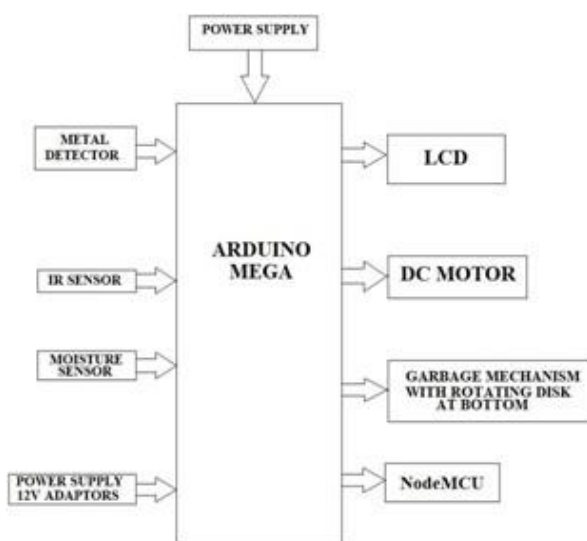 POWER SUPPLY
METAL
DETECTOR
IR SENSOR
MOISTURE
SENSOR
POWER SUPPLY
12V ADAPTORS
ARDUINO
MEGA
LCD
DC MOTOR
GARBAGE MECHANISM
WITH ROTATING DISK
AT BOTTOM
NodeMCU